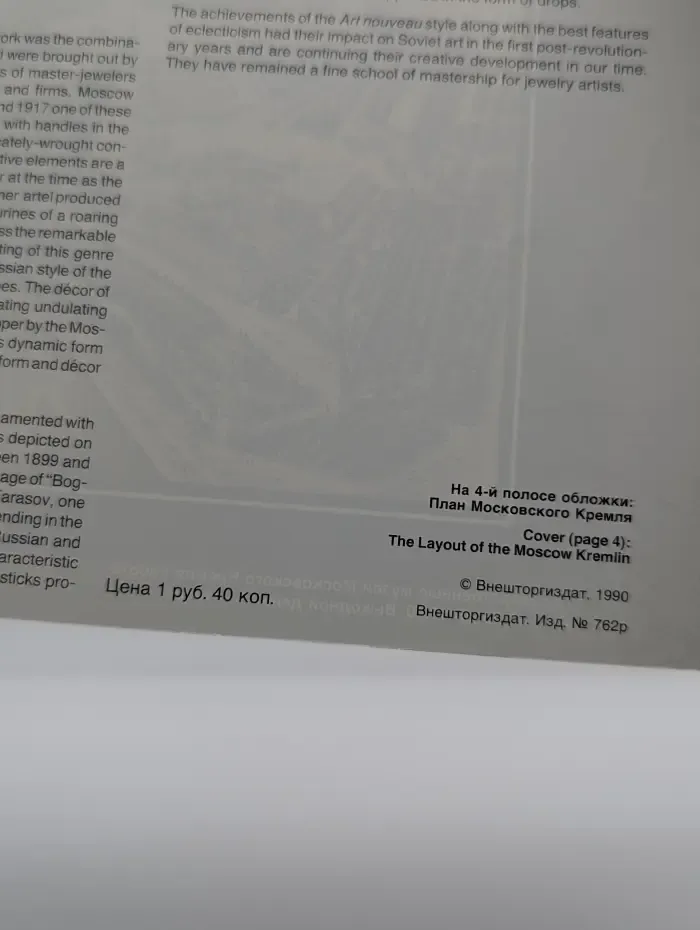 ork was the combina-
were brought out by
s of master-jewelers
and firms. Moscow
nd 1917 one of these
with handles in the
ately-wrought con-
tive elements are a
r at the time as the
her artel produced
urines of a roaring
ss the remarkable
ting of this genre
ssian style of the
es. The décor of
ating undulating
pper by the Mos-
s dynamic form
form and décor
amented with
s depicted on
en 1899 and
age of "Bog-
Tarasov, one
ending in the
Russian and
aracteristic
sticks pro-
of drops.
The achievements of the Art nouveau style along with the best features
of eclecticism had their impact on Soviet art in the first post-revolution-
ary years and are continuing their creative development in our time.
They have remained a fine school of mastership for jewelry artists.
На 4-й полосе обложки:
План Московского Кремля
Cover (page 4):
The Layout of the Moscow Kremlin
© Внешторгиздат, 1990
Внешторгиздат. Изд. № 762р
Цена 1 руб. 40 коп.